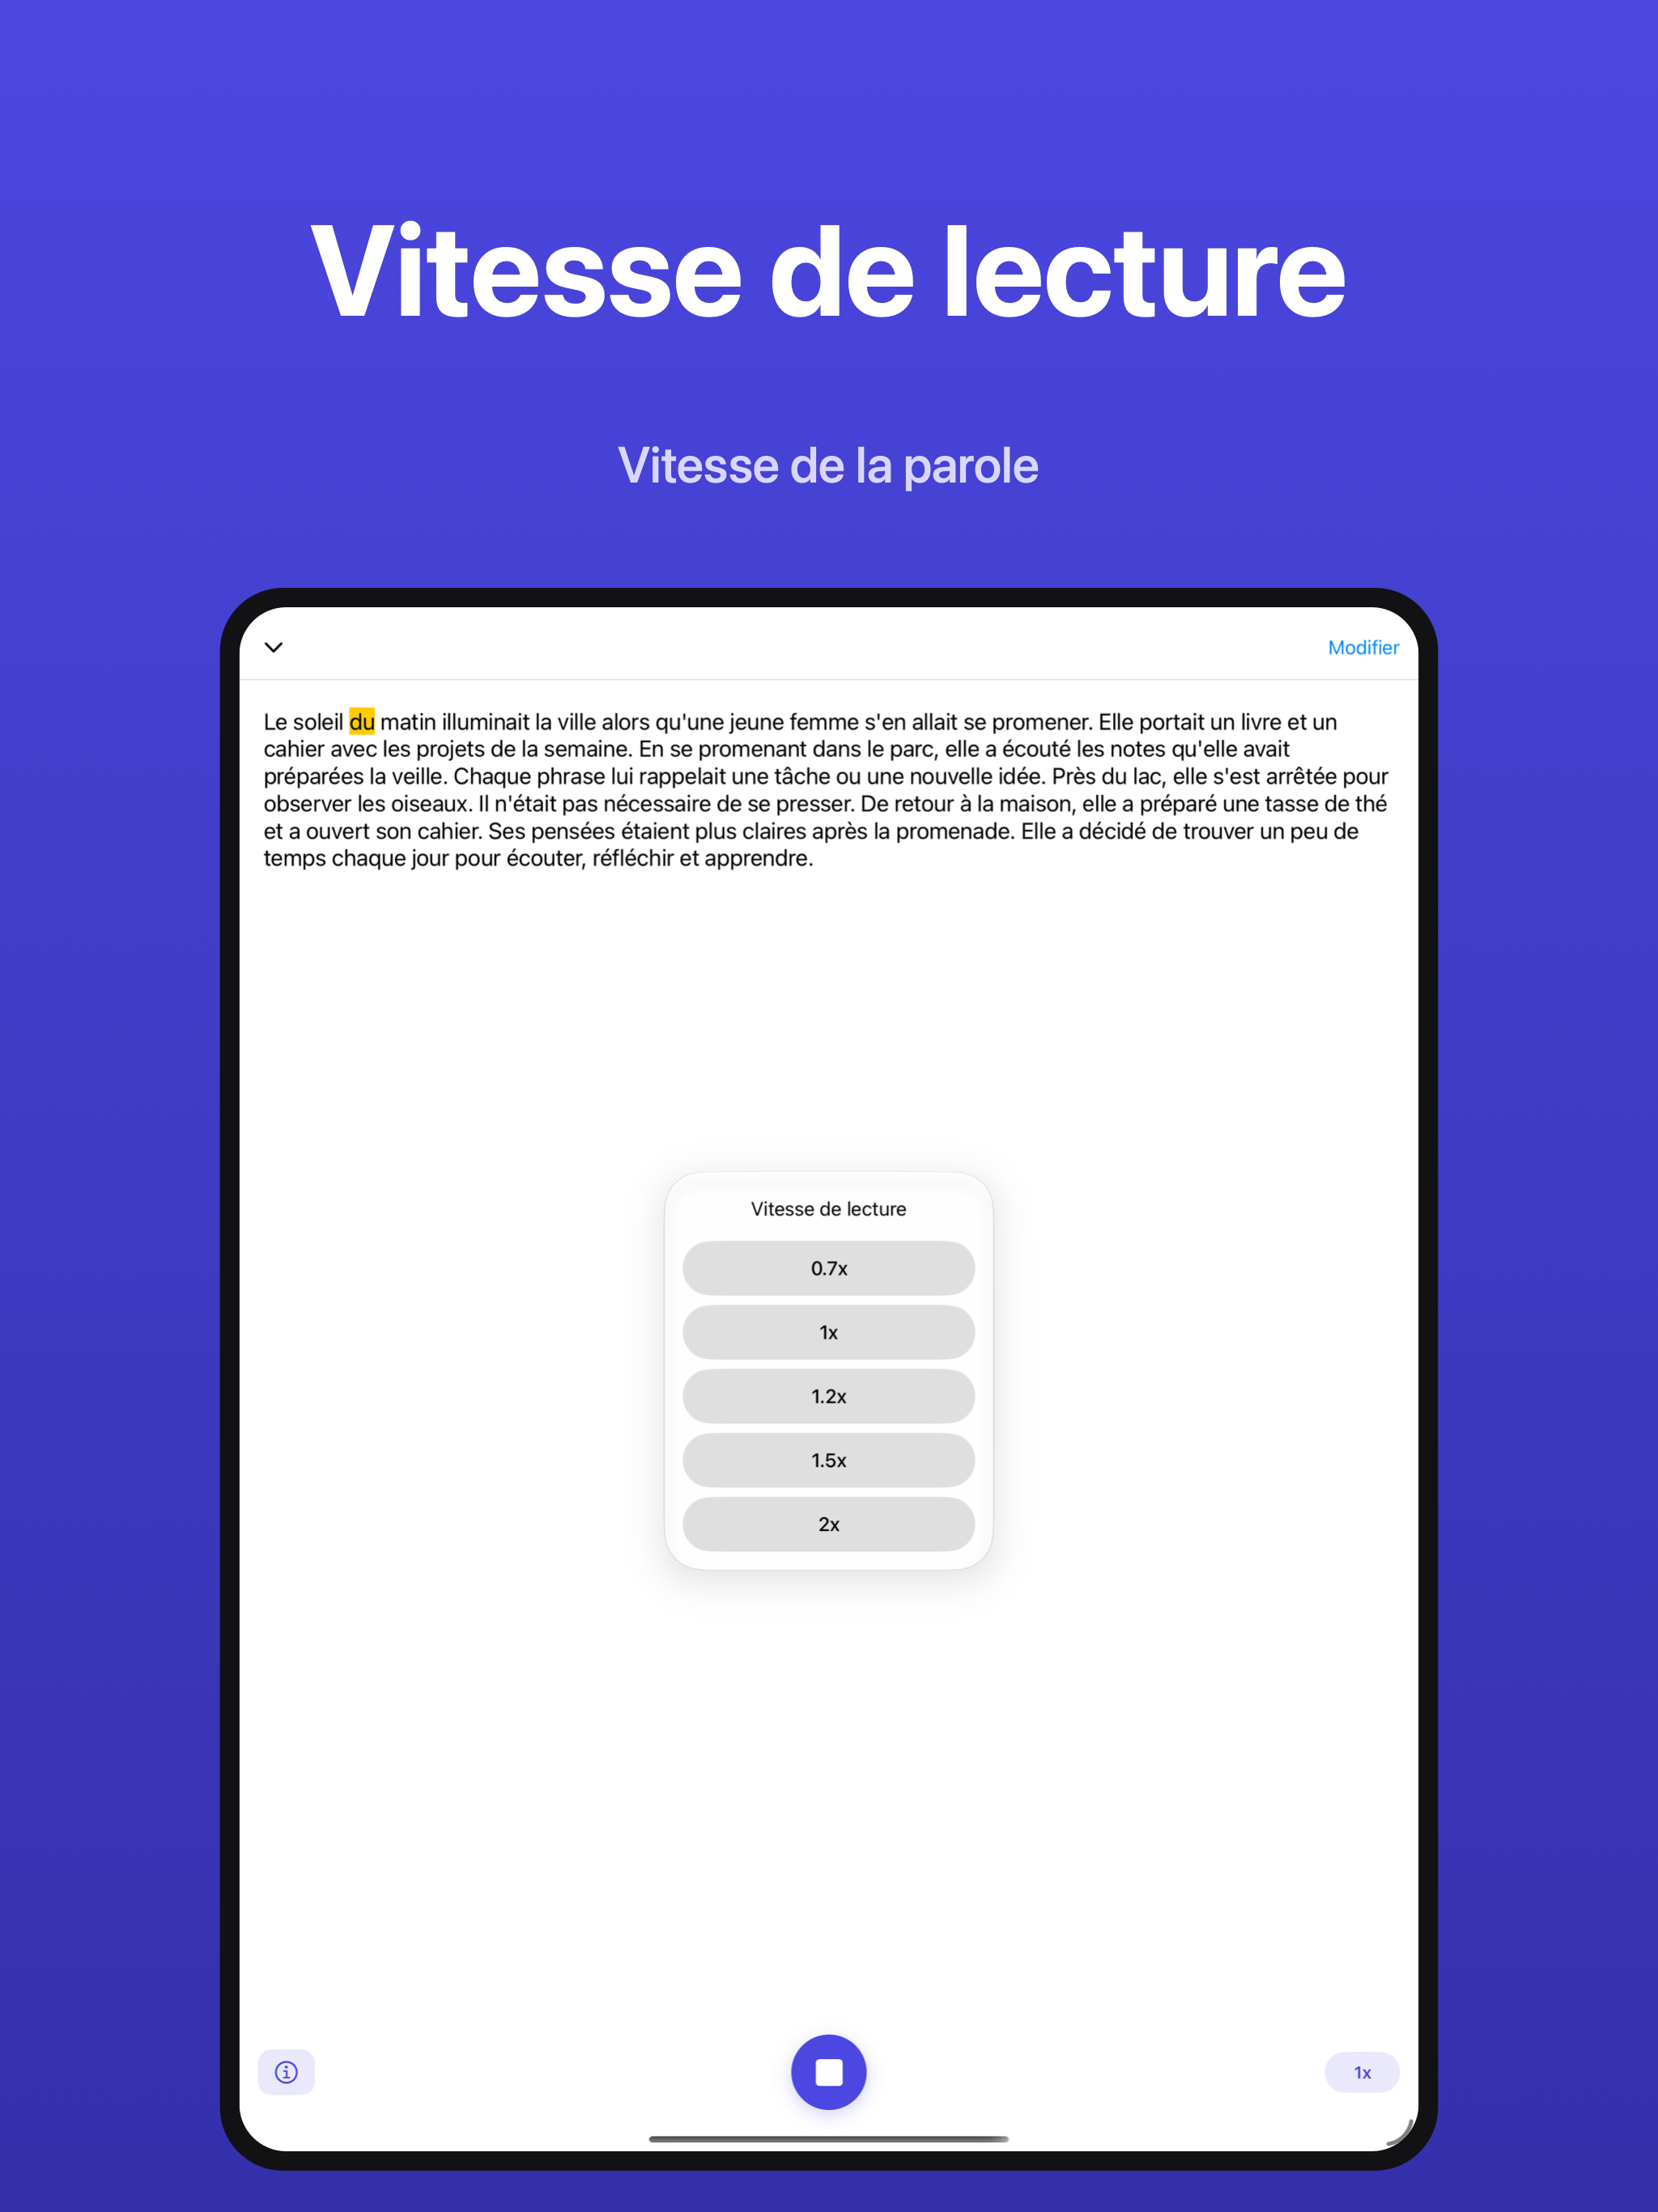 Vitesse de lecture
Vitesse de la parole
Modifier
Le soleil du matin illuminait la ville alors qu'une jeune femme s'en allait se promener. Elle portait un livre et un
cahier avec les projets de la semaine. En se promenant dans le parc, elle a écouté les notes qu'elle avait
préparées la veille. Chaque phrase lui rappelait une tâche ou une nouvelle idée. Près du lac, elle s'est arrêtée pour
observer les oiseaux. Il n'était pas nécessaire de se presser. De retour à la maison, elle a préparé une tasse de thé
et a ouvert son cahier. Ses pensées étaient plus claires après la promenade. Elle a décidé de trouver un peu de
temps chaque jour pour écouter, réfléchir et apprendre.
Vitesse de lecture
0.7x
1x
1.2x
1.5x
2x
1x